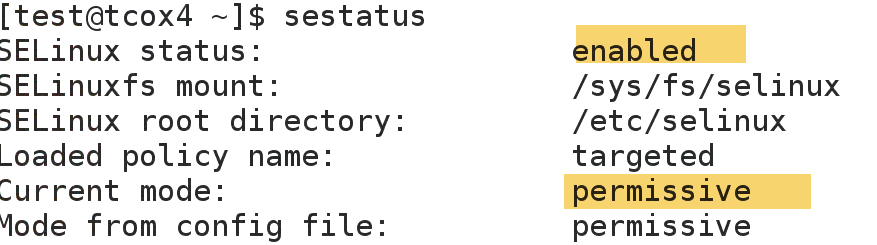 [test@tcox4 ~]$ sestatus
SELinux status: enabled
SELinuxfs mount: /sys/fs/selinux
SELinux root directory: /etc/selinux
Loaded policy name: targeted
Current mode: permissive
Mode from config file: permissive